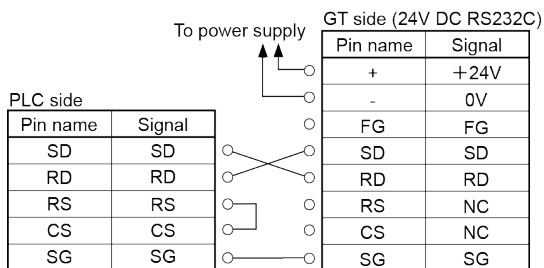 To power supply
GT side (24V DC RS232C)
Pin name Signal
+ +24V
- 0V
FG FG
SD SD
RD RD
RS NC
CS NC
SG SG
PLC side
Pin name Signal
SD SD
RD RD
RS RS
CS CS
SG SG